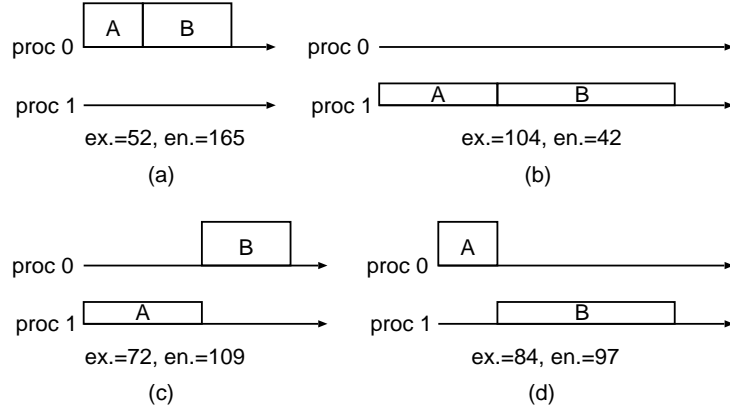 A B
proc 0
proc 1
ex.=52, en.=165
(a)
proc 0
A B
proc 1
ex.=104, en.=42
(b)
B
proc 0
A
proc 1
ex.=72, en.=109
(c)
A
proc 0
B
proc 1
ex.=84, en.=97
(d)